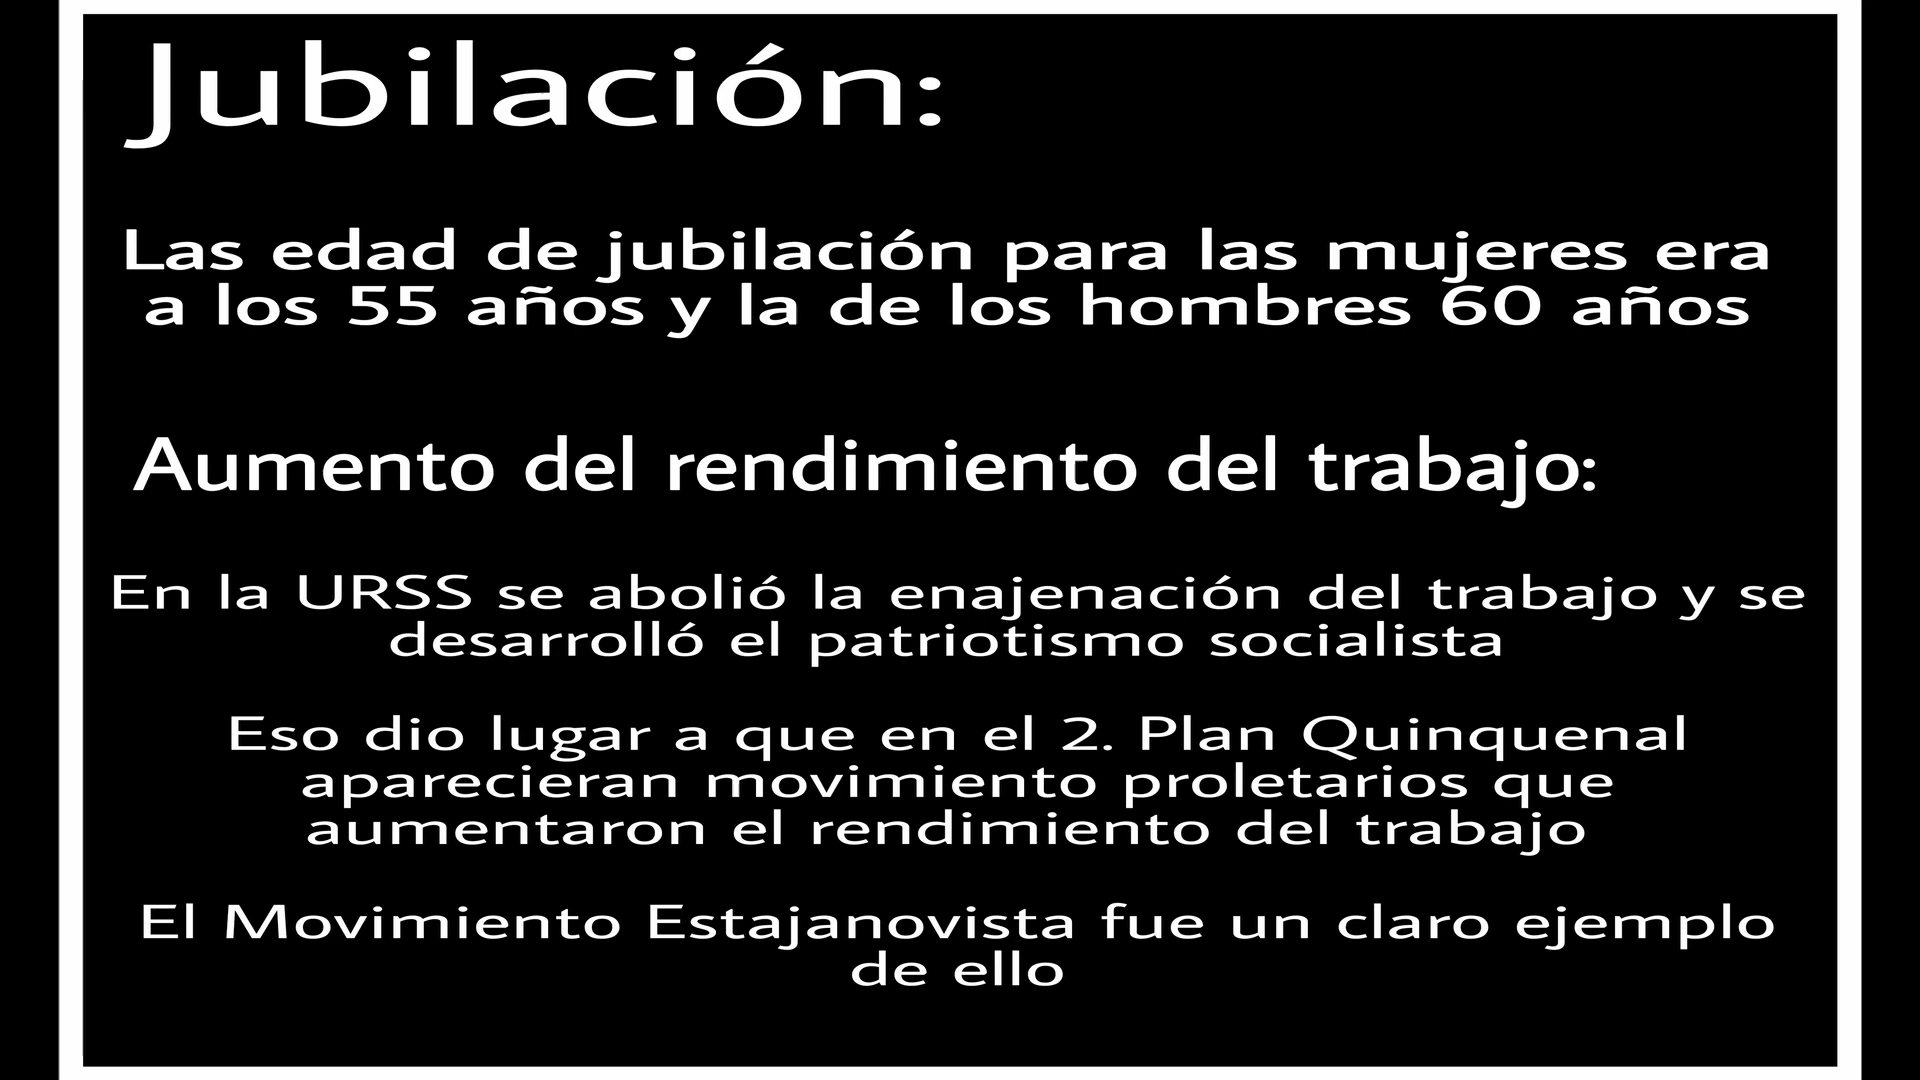 Jubilación:
Las edad de jubilación para las mujeres era
a los 55 años y la de los hombres 60 años
Aumento del rendimiento del trabajo:
En la URSS se abolió la enajenación del trabajo y se
desarrolló el patriotismo socialista
Eso dio lugar a que en el 2. Plan Quinquenal
aparecieran movimiento proletarios que
aumentaron el rendimiento del trabajo
El Movimiento Estajanovista fue un claro ejemplo
de ello